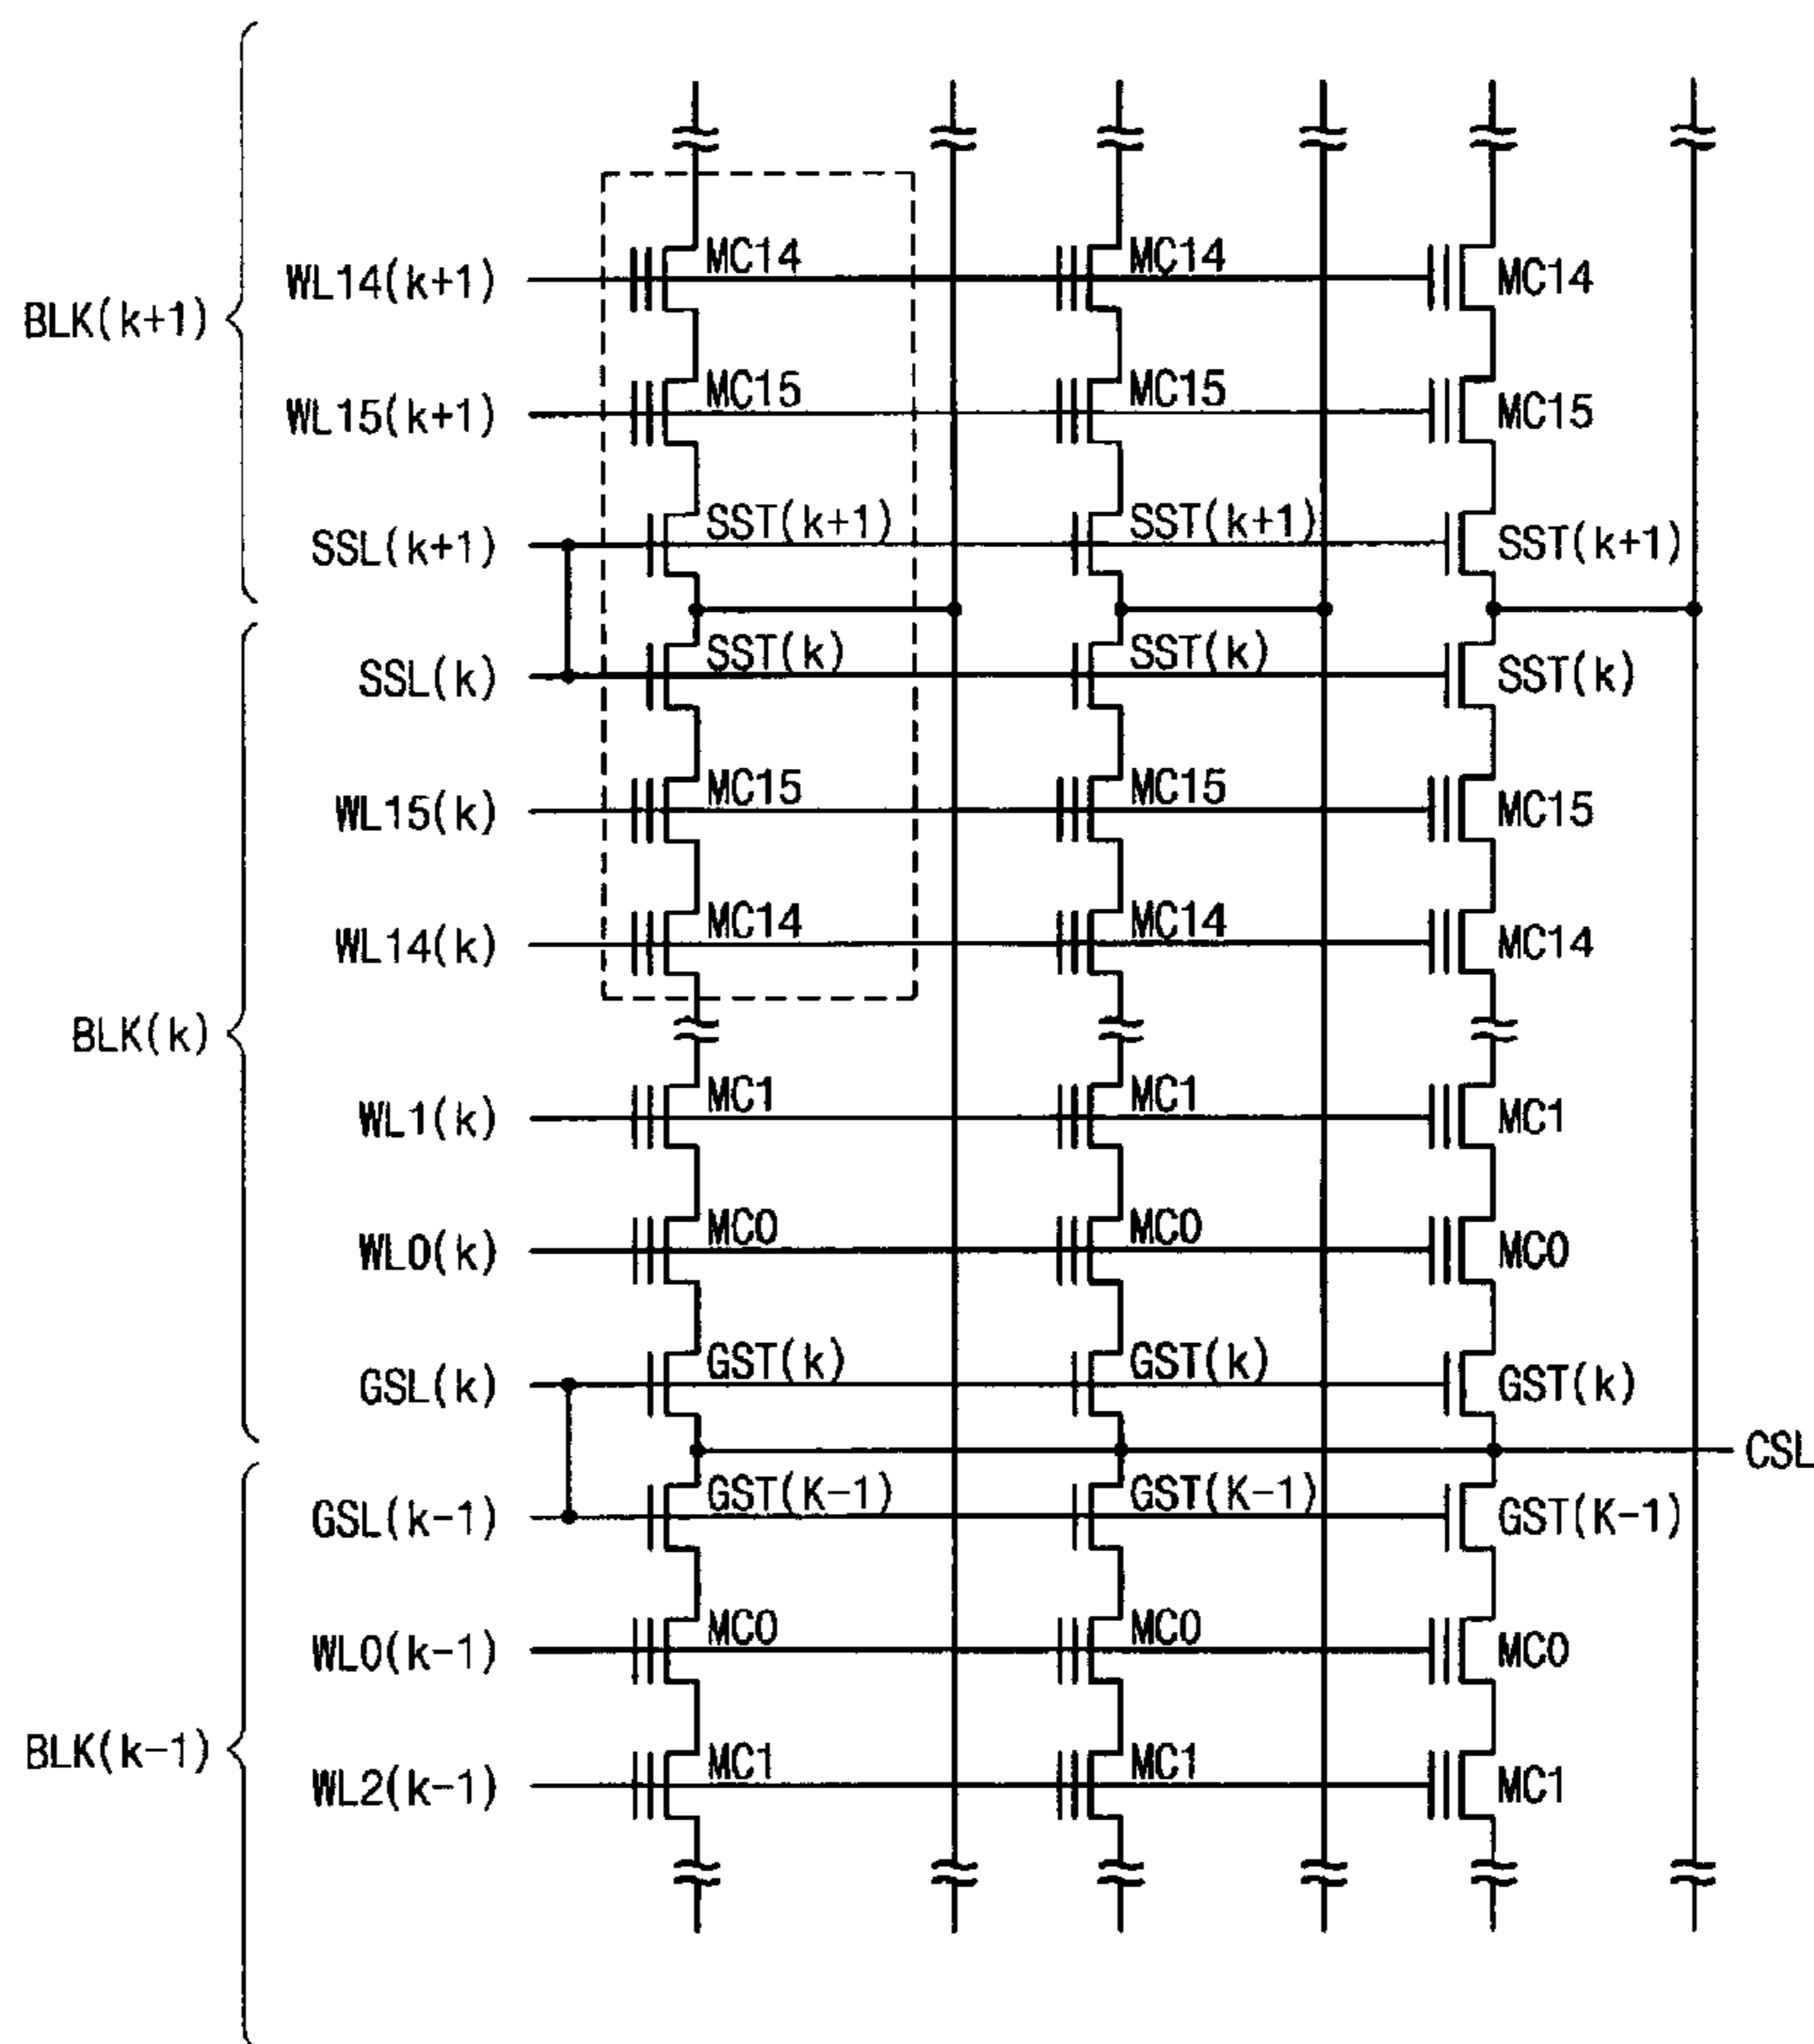 WL14(k+1) MC14 MC14 MC14
BLK(k+1)
WL15(k+1) MC15 MC15 MC15
SSL(k+1) SST(k+1) SST(k+1) SST(k+1)
SSL(k) SST(k) SST(k) SST(k)
WL15(k) MC15 MC15 MC15
WL14(k) MC14 MC14 MC14
BLK(k)
WL1(k) MC1 MC1 MC1
WL0(k) MC0 MC0 MC0
GSL(k) GST(k) GST(k) GST(k)
CSL
GSL(k-1) GST(K-1) GST(K-1) GST(K-1)
WL0(k-1) MC0 MC0 MC0
BLK(k-1)
WL2(k-1) MC1 MC1 MC1